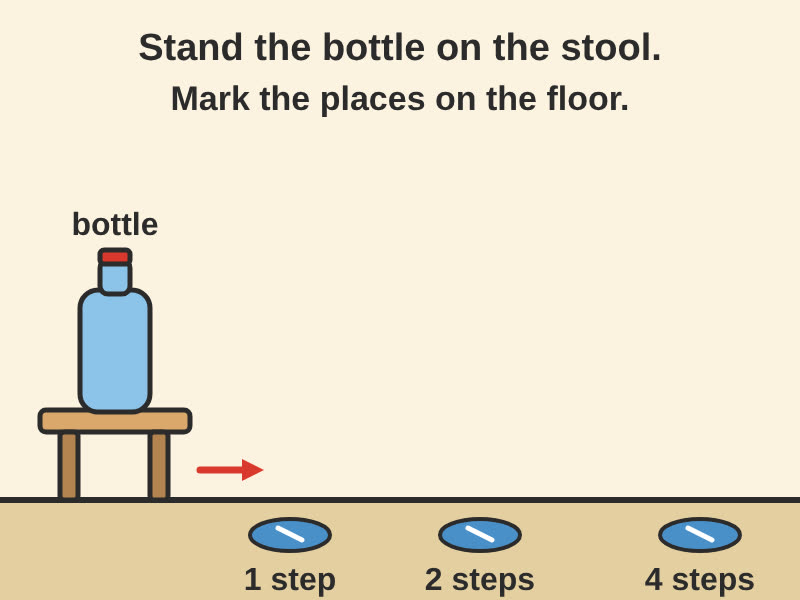 Stand the bottle on the stool.
Mark the places on the floor.
bottle
1 step
2 steps
4 steps